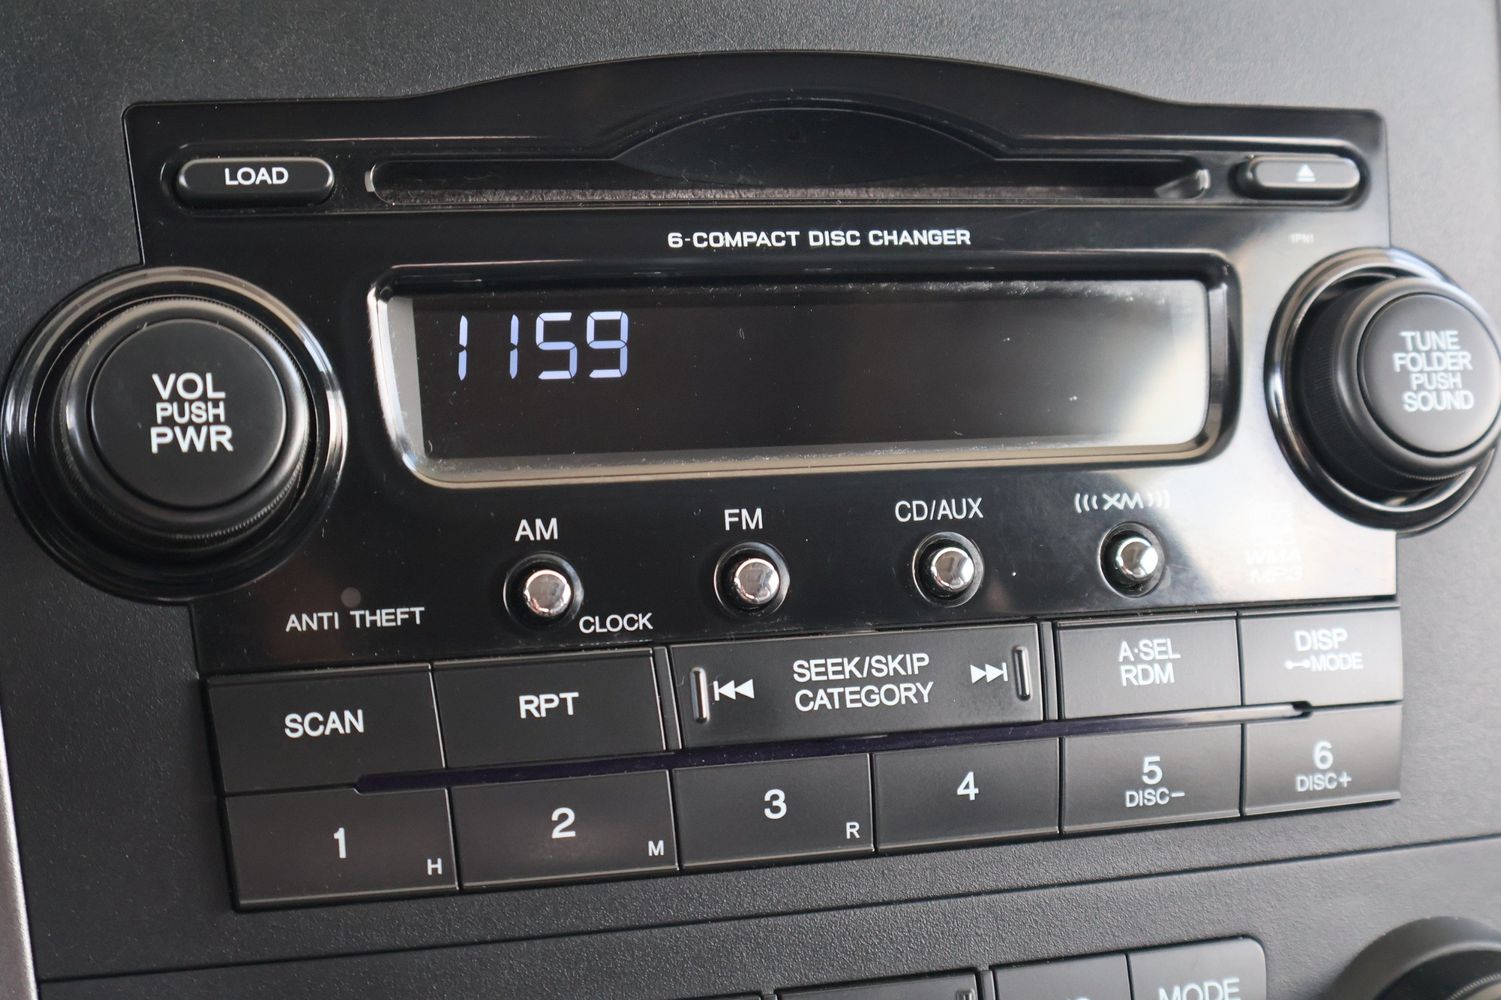 LOAD
6-COMPACT DISC CHANGER
1159
VOL
PUSH
PWR
TUNE
FOLDER
PUSH
SOUND
AM
FM
CD/AUX
XM
WMA
MP3
ANTI THEFT
CLOCK
SCAN
RPT
SEEK/SKIP
CATEGORY
A·SEL
RDM
DISP
MODE
1 H
2 M
3 R
4
5
DISC−
6
DISC+
MODE